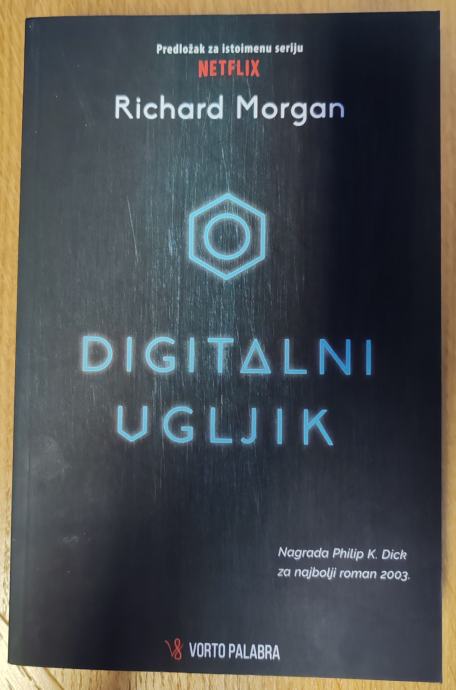 Predložak za istoimenu seriju
NETFLIX
Richard Morgan
DIGITALNI
UGLJIK
Nagrada Philip K. Dick
za najbolji roman 2003.
VORTO PALABRA